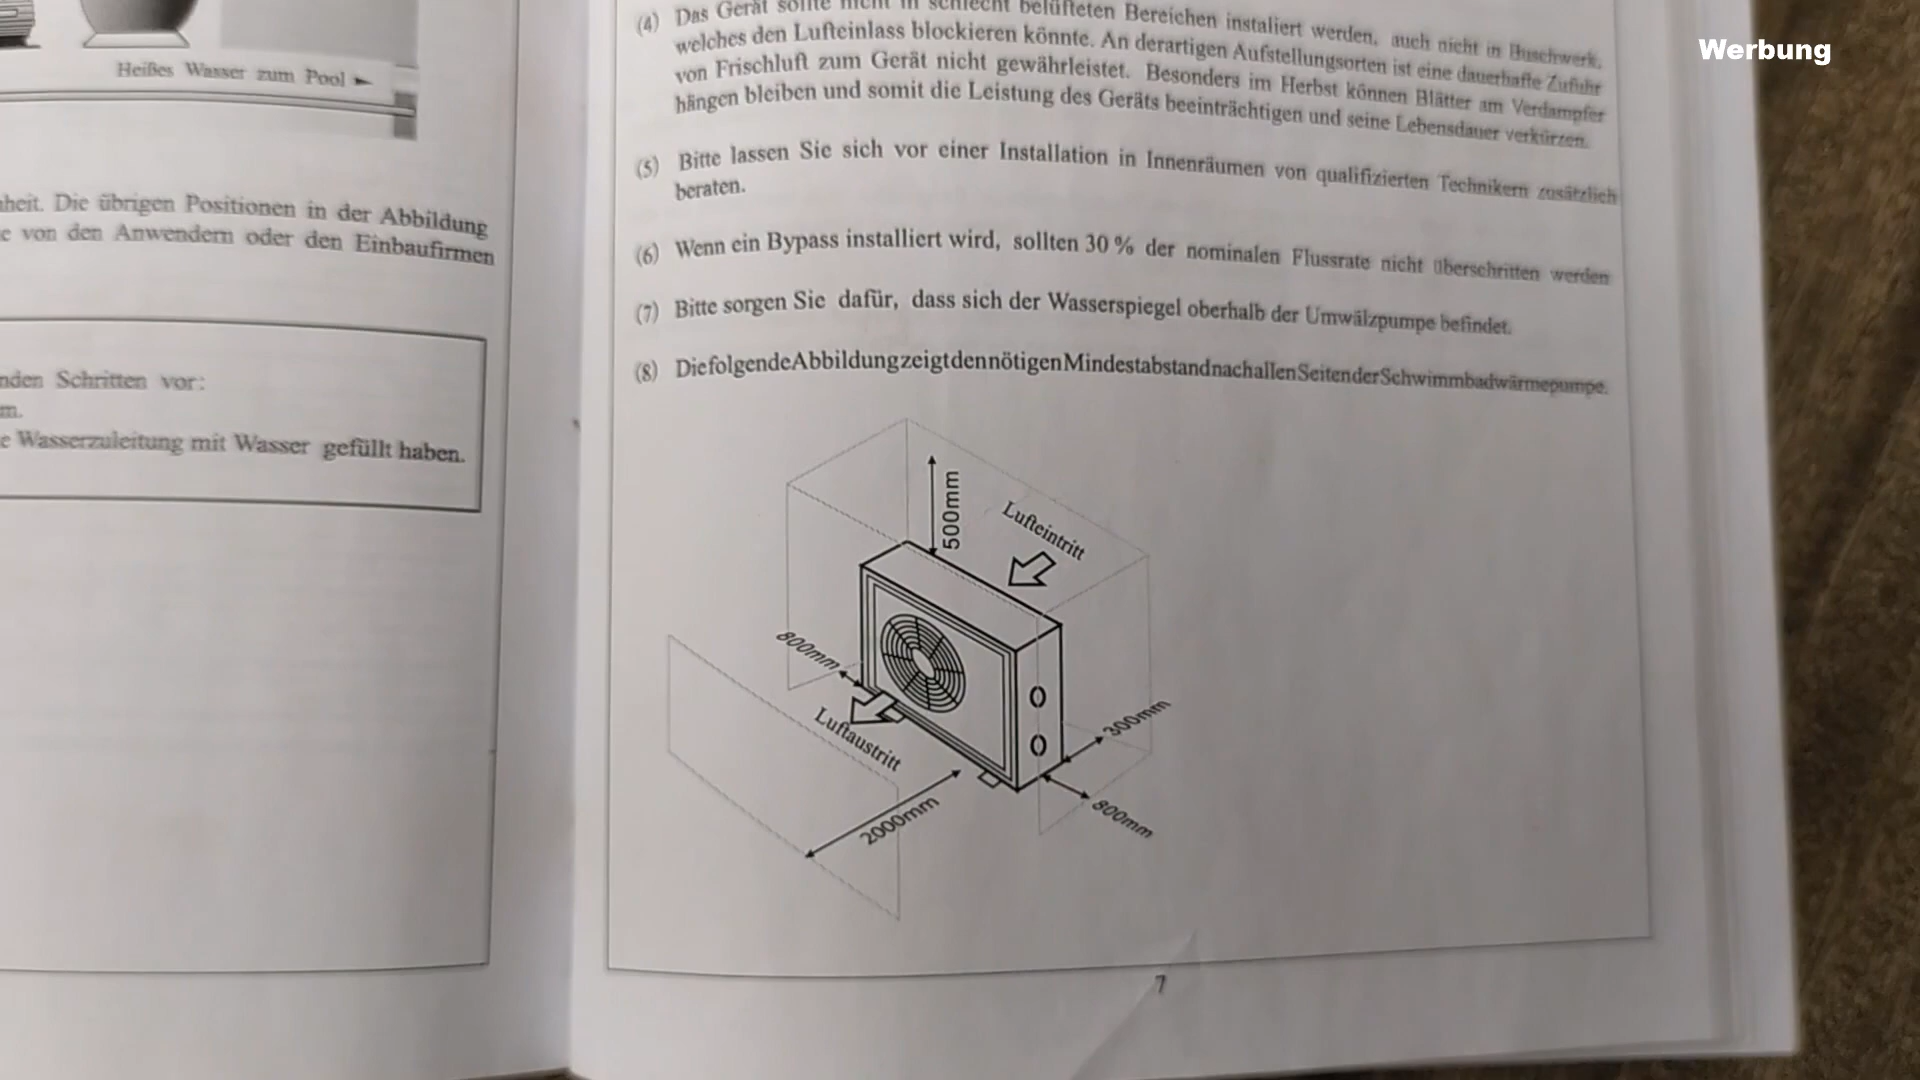 Werbung
Heißes Wasser zum Pool
heit. Die übrigen Positionen in der Abbildung
e von den Anwendern oder den Einbaufirmen
nden Schritten vor:
m.
e Wasserzuleitung mit Wasser gefüllt haben.
(4) Das Gerät sollte nicht in schlecht belüfteten Bereichen instaliert werden, auch nicht in Buschwerk,
welches den Lufteinlass blockieren könnte. An derartigen Aufstellungsorten ist eine dauerhafte Zufuhr
von Frischluft zum Gerät nicht gewährleistet. Besonders im Herbst können Blätter am Verdampfer
hängen bleiben und somit die Leistung des Geräts beeinträchtigen und seine Lebensdauer verkürzen.
(5) Bitte lassen Sie sich vor einer Installation in Innenräumen von qualifizierten Technikern zusätzlich
beraten.
(6) Wenn ein Bypass installiert wird, sollten 30 % der nominalen Flussrate nicht überschritten werden
(7) Bitte sorgen Sie dafür, dass sich der Wasserspiegel oberhalb der Umwälzpumpe befindet.
(8) DiefolgendeAbbildungzeigtdennötigenMindestabstandnachallenSeitenderSchwimmbadwärmepumpe.
500mm
Lufteintritt
800mm
Luftaustritt
300mm
2000mm
800mm
7